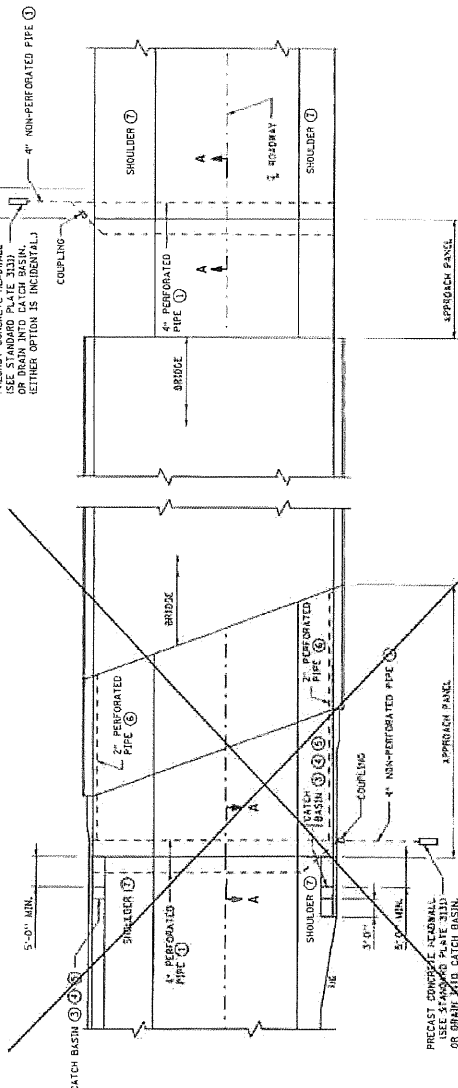 4" NON-PERFORATED PIPE ③
(SEE STANDARD PLATE 3131)
OR DRAIN INTO CATCH BASIN.
(EITHER OPTION IS INCIDENTAL.)
COUPLING
SHOULDER ⑦
A
A
℄ ROADWAY
SHOULDER ⑦
4" PERFORATED
PIPE ①
APPROACH PANEL
BRIDGE
BRIDGE
2" PERFORATED
PIPE ⑥
2" PERFORATED
PIPE ⑥
CATCH
BASIN ③ ④ ⑤
COUPLING
4" NON-PERFORATED PIPE
APPROACH PANEL
5'-0" MIN.
SHOULDER ⑦
4" PERFORATED
PIPE ①
A
A
SHOULDER ⑦
3'-0"
5'-0" MIN.
CATCH BASIN ③ ④ ⑤
PRECAST CONCRETE HEADWALL
(SEE STANDARD PLATE 3131)
OR DRAIN INTO CATCH BASIN.